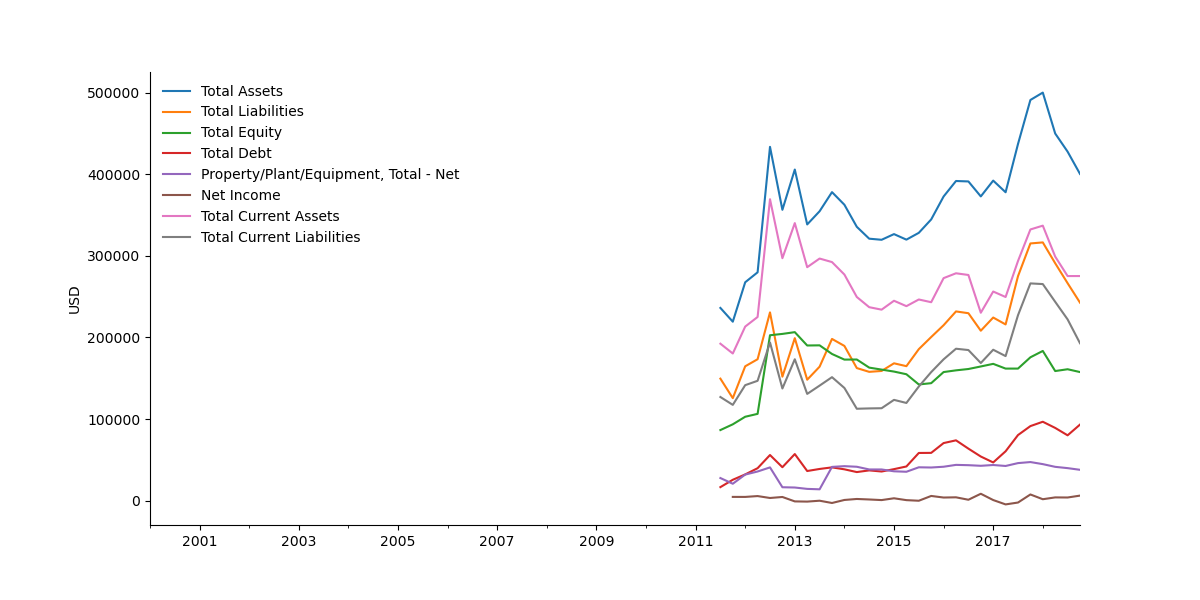 500000
400000
300000
200000
100000
0
USD
Total Assets
Total Liabilities
Total Equity
Total Debt
Property/Plant/Equipment, Total - Net
Net Income
Total Current Assets
Total Current Liabilities
2001 2003 2005 2007 2009 2011 2013 2015 2017